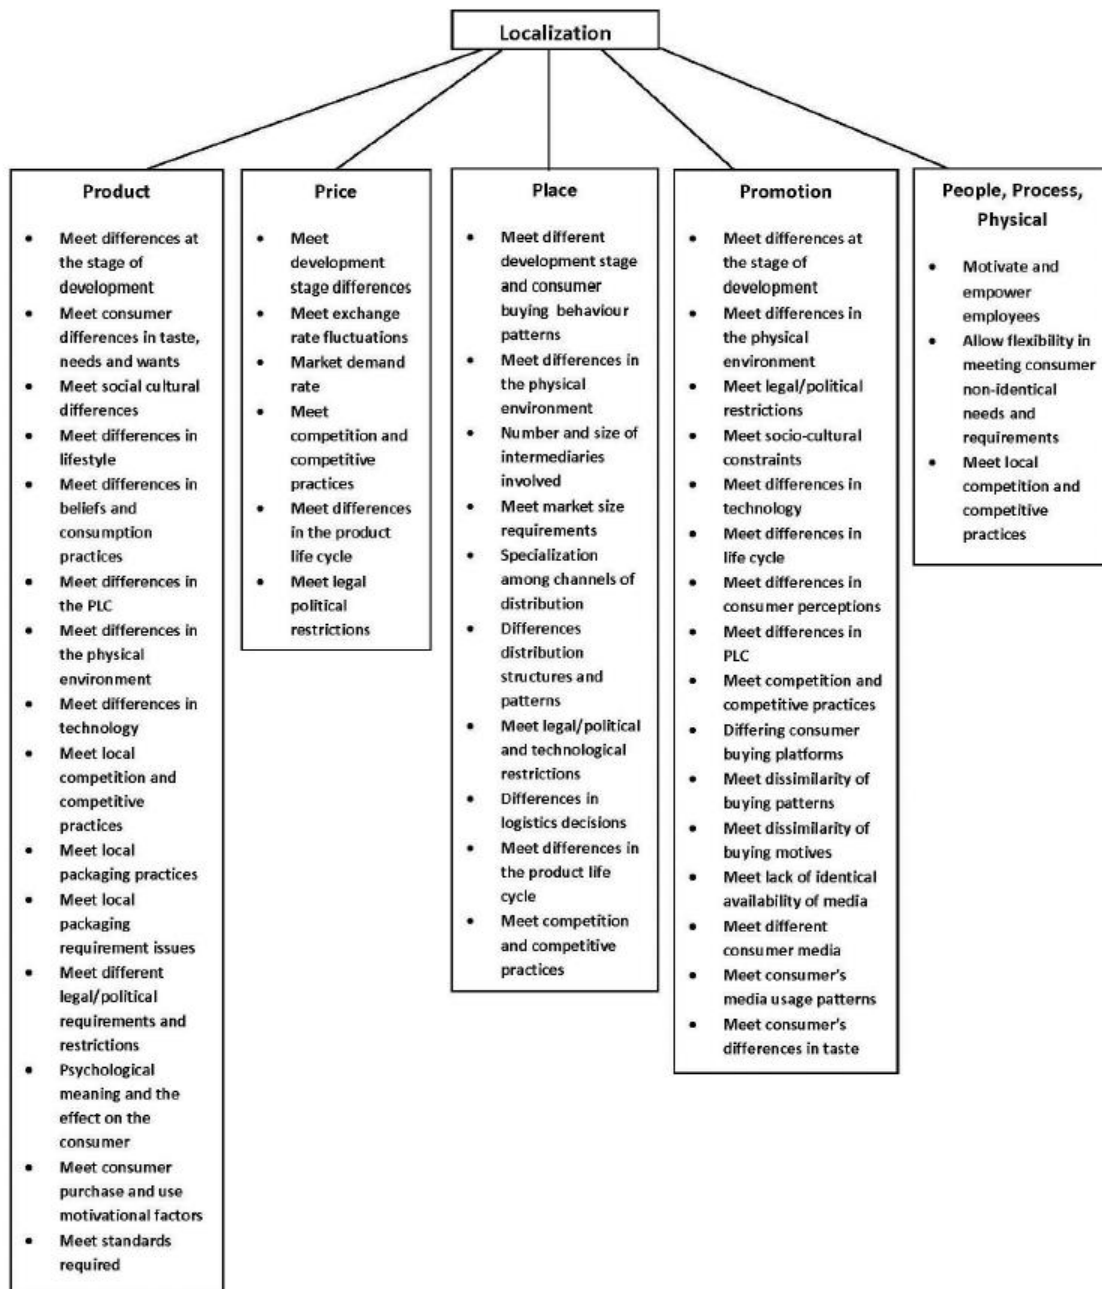 Localization
Product
• Meet differences at
the stage of
development
• Meet consumer
differences in taste,
needs and wants
• Meet social cultural
differences
• Meet differences in
lifestyle
• Meet differences in
beliefs and
consumption
practices
• Meet differences in
the PLC
• Meet differences in
the physical
environment
• Meet differences in
technology
• Meet local
competition and
competitive
practices
• Meet local
packaging practices
• Meet local
packaging
requirement issues
• Meet different
legal/political
requirements and
restrictions
• Psychological
meaning and the
effect on the
consumer
• Meet consumer
purchase and use
motivational factors
• Meet standards
required
Price
• Meet
development
stage differences
• Meet exchange
rate fluctuations
• Market demand
rate
• Meet
competition and
competitive
practices
• Meet differences
in the product
life cycle
• Meet legal
political
restrictions
Place
• Meet different
development stage
and consumer
buying behaviour
patterns
• Meet differences in
the physical
environment
• Number and size of
intermediaries
involved
• Meet market size
requirements
• Specialization
among channels of
distribution
• Differences
distribution
structures and
patterns
• Meet legal/political
and technological
restrictions
• Differences in
logistics decisions
• Meet differences in
the product life
cycle
• Meet competition
and competitive
practices
Promotion
• Meet differences at
the stage of
development
• Meet differences in
the physical
environment
• Meet legal/political
restrictions
• Meet socio-cultural
constraints
• Meet differences in
technology
• Meet differences in
life cycle
• Meet differences in
consumer perceptions
• Meet differences in
PLC
• Meet competition and
competitive practices
• Differing consumer
buying platforms
• Meet dissimilarity of
buying patterns
• Meet dissimilarity of
buying motives
• Meet lack of identical
availability of media
• Meet different
consumer media
• Meet consumer's
media usage patterns
• Meet consumer's
differences in taste
People, Process,
Physical
• Motivate and
empower
employees
• Allow flexibility in
meeting consumer
non-identical
needs and
requirements
• Meet local
competition and
competitive
practices